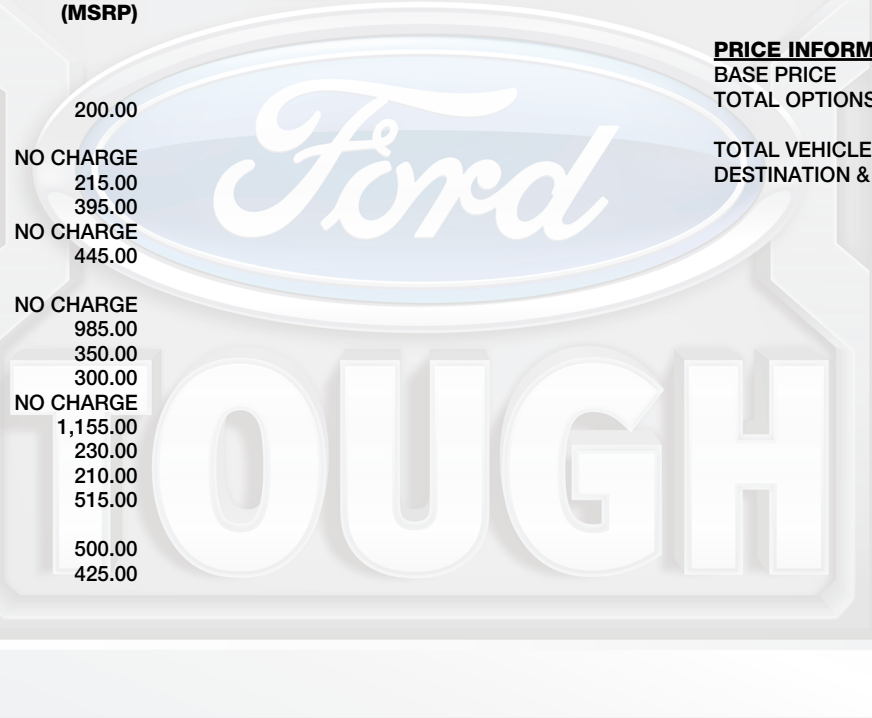 (MSRP)
200.00
NO CHARGE
215.00
395.00
NO CHARGE
445.00
NO CHARGE
985.00
350.00
300.00
NO CHARGE
1,155.00
230.00
210.00
515.00
500.00
425.00
PRICE INFORM
BASE PRICE
TOTAL OPTIONS
TOTAL VEHICLE
DESTINATION &
Ford
TOUGH